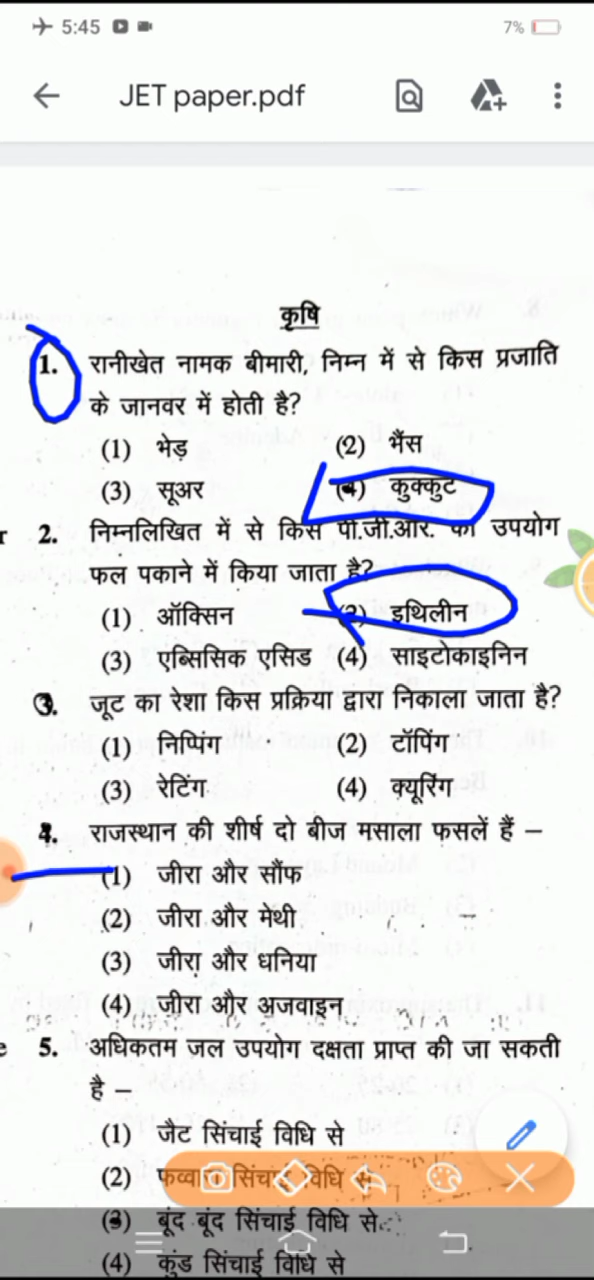 5:45
7%
JET paper.pdf
कृषि
1. रानीखेत नामक बीमारी, निम्न में से किस प्रजाति
के जानवर में होती है?
(1) भेड़ (2) भैंस
(3) सूअर (4) कुक्कुट
2. निम्नलिखित में से किस पी.जी.आर. का उपयोग
फल पकाने में किया जाता है?
(1) ऑक्सिन (2) इथिलीन
(3) एब्सिसिक एसिड (4) साइटोकाइनिन
3. जूट का रेशा किस प्रक्रिया द्वारा निकाला जाता है?
(1) निप्पिंग (2) टॉपिंग
(3) रेटिंग (4) क्यूरिंग
4. राजस्थान की शीर्ष दो बीज मसाला फसलें हैं –
(1) जीरा और सौंफ
(2) जीरा और मेथी
(3) जीरा और धनिया
(4) जीरा और अजवाइन
5. अधिकतम जल उपयोग दक्षता प्राप्त की जा सकती
है –
(1) जैट सिंचाई विधि से
(2) फव्वारा सिंचाई विधि से
(3) बूंद बूंद सिंचाई विधि से
(4) कुंड सिंचाई विधि से